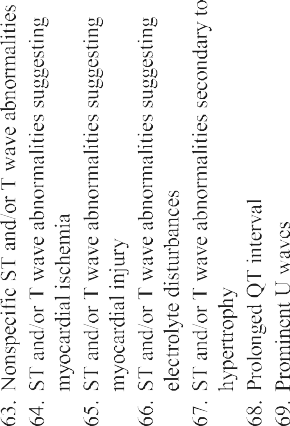 63. Nonspecific ST and/or T wave abnormalities
64. ST and/or T wave abnormalities suggesting
myocardial ischemia
65. ST and/or T wave abnormalities suggesting
myocardial injury
66. ST and/or T wave abnormalities suggesting
electrolyte disturbances
67. ST and/or T wave abnormalities secondary to
hypertrophy
68. Prolonged QT interval
69. Prominent U waves